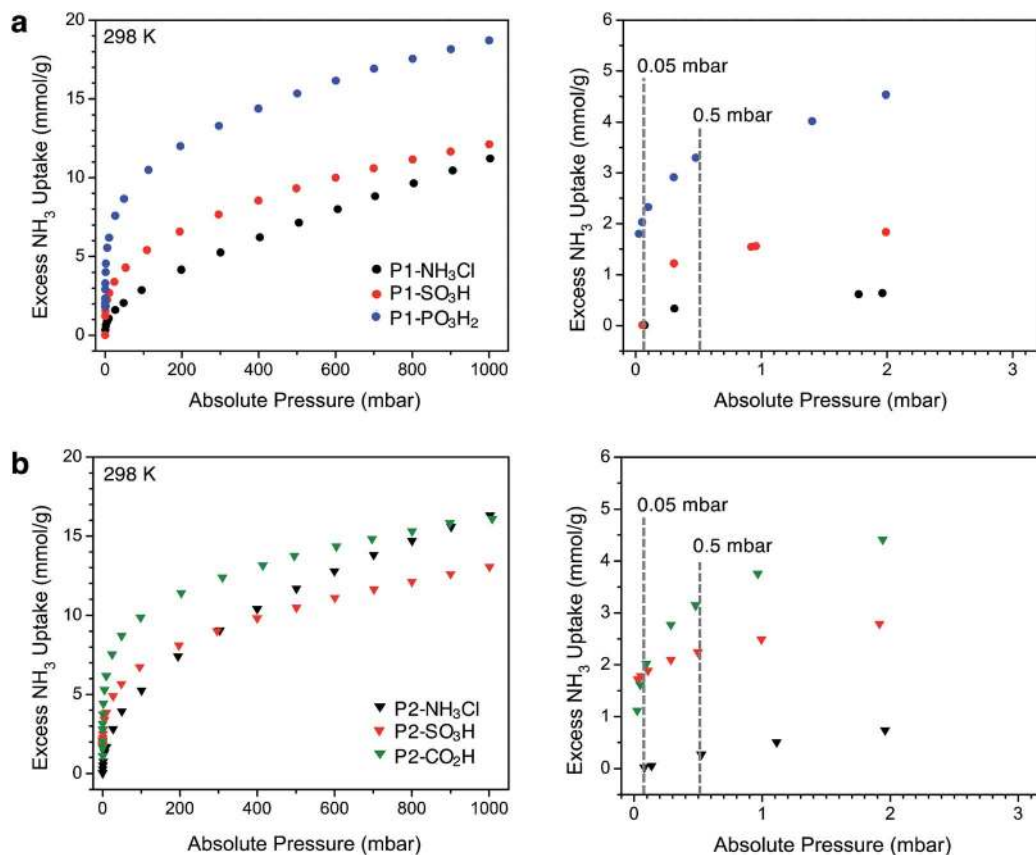 a
298 K
Excess NH₃ Uptake (mmol/g)
20
15
10
5
0
P1-NH₃Cl
P1-SO₃H
P1-PO₃H₂
0 200 400 600 800 1000
Absolute Pressure (mbar)
Excess NH₃ Uptake (mmol/g)
6
5
4
3
2
1
0
0.05 mbar
0.5 mbar
0 1 2 3
Absolute Pressure (mbar)
b
298 K
Excess NH₃ Uptake (mmol/g)
20
15
10
5
0
P2-NH₃Cl
P2-SO₃H
P2-CO₂H
0 200 400 600 800 1000
Absolute Pressure (mbar)
Excess NH₃ Uptake (mmol/g)
6
5
4
3
2
1
0
0.05 mbar
0.5 mbar
0 1 2 3
Absolute Pressure (mbar)